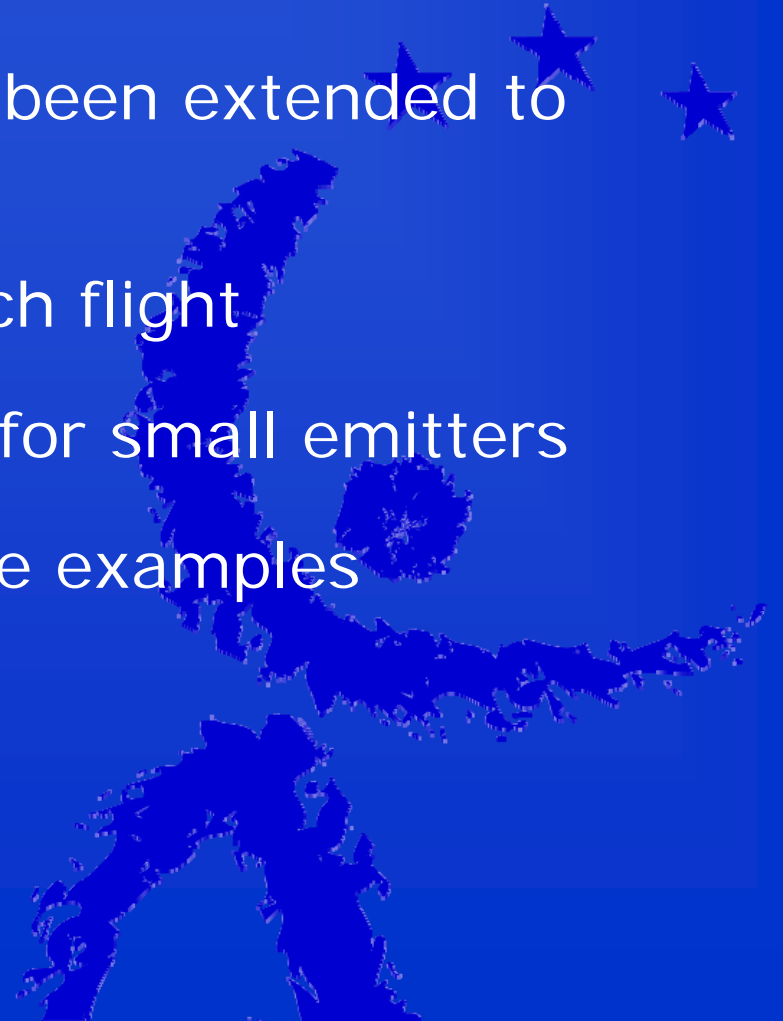 been extended to
ch flight
for small emitters
e examples